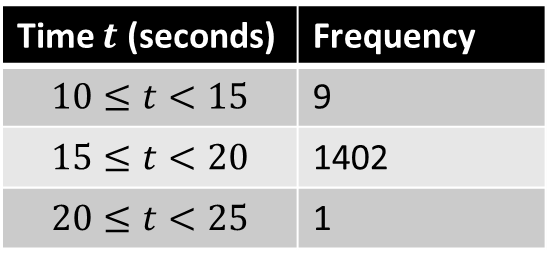 Time t (seconds) Frequency
10 ≤ t < 15 9
15 ≤ t < 20 1402
20 ≤ t < 25 1